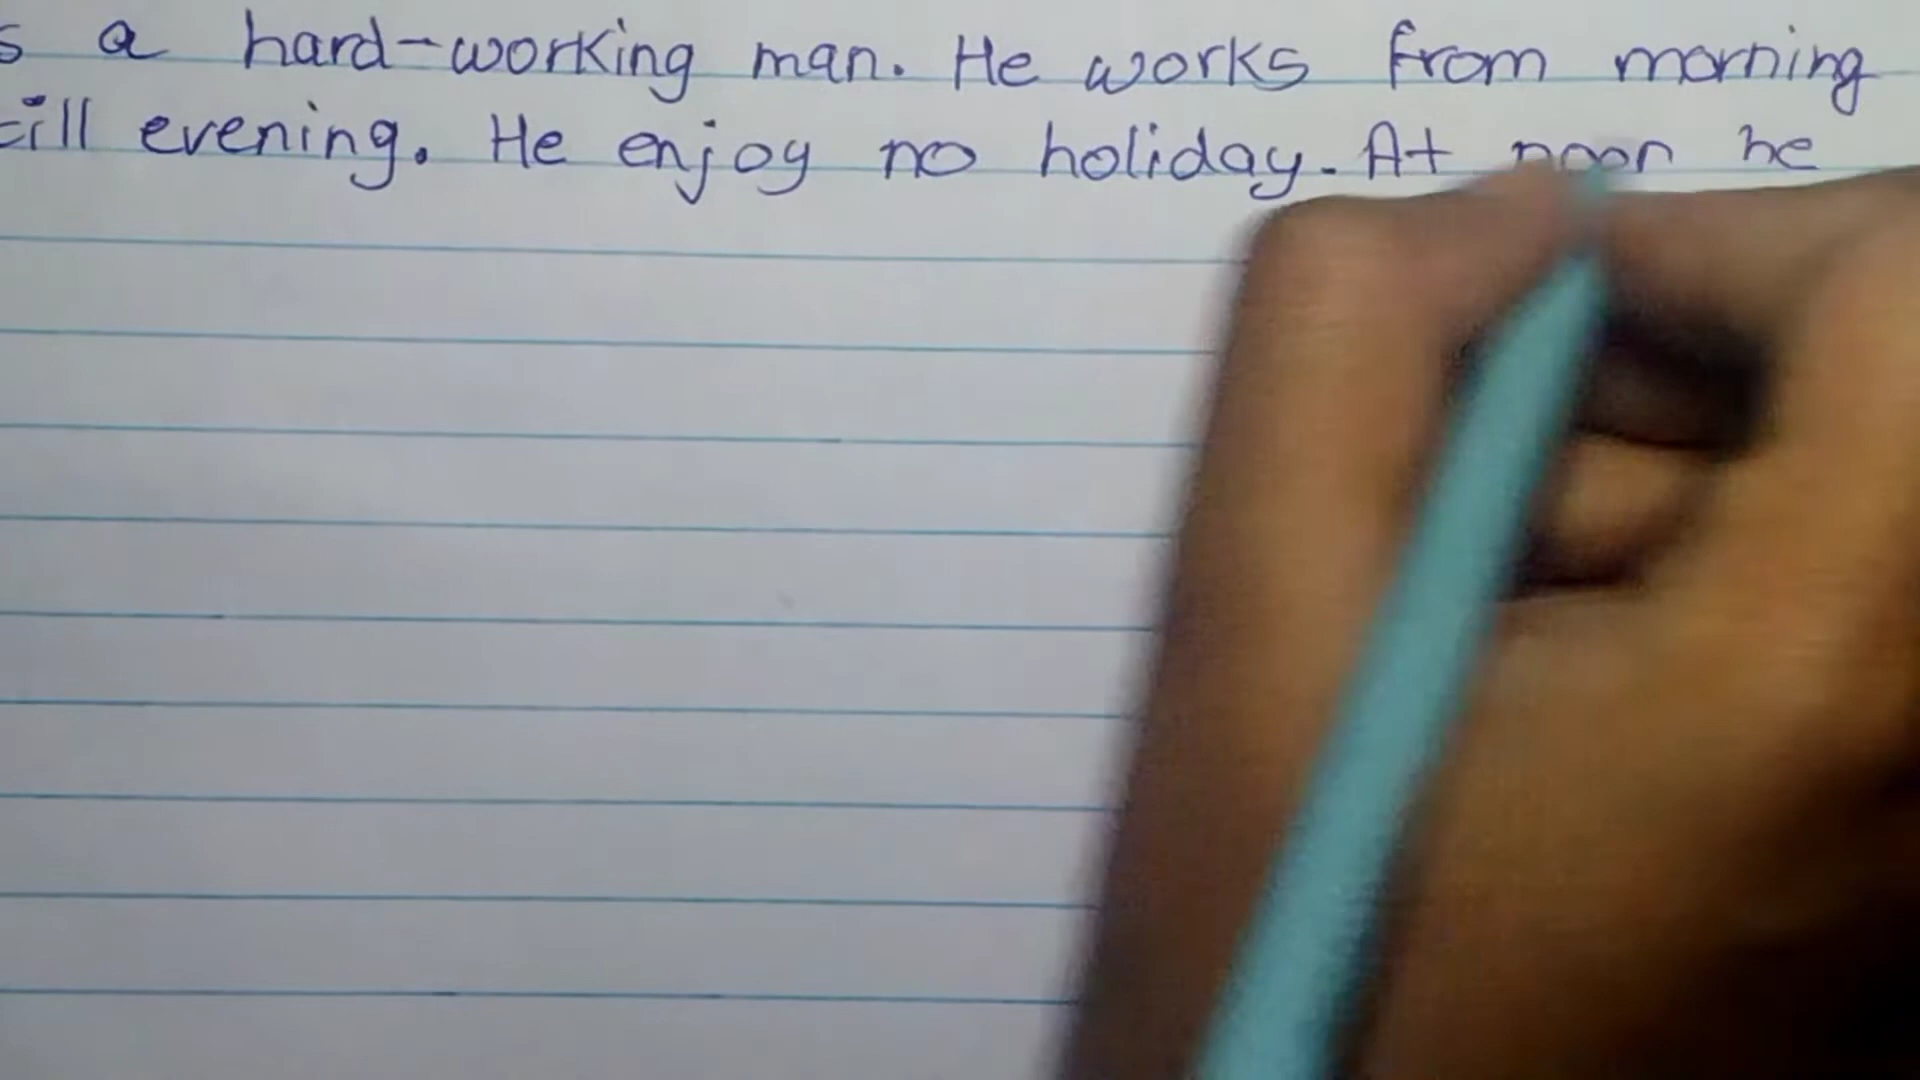 s a hard-working man. He works from morning
till evening. He enjoy no holiday. At noon he